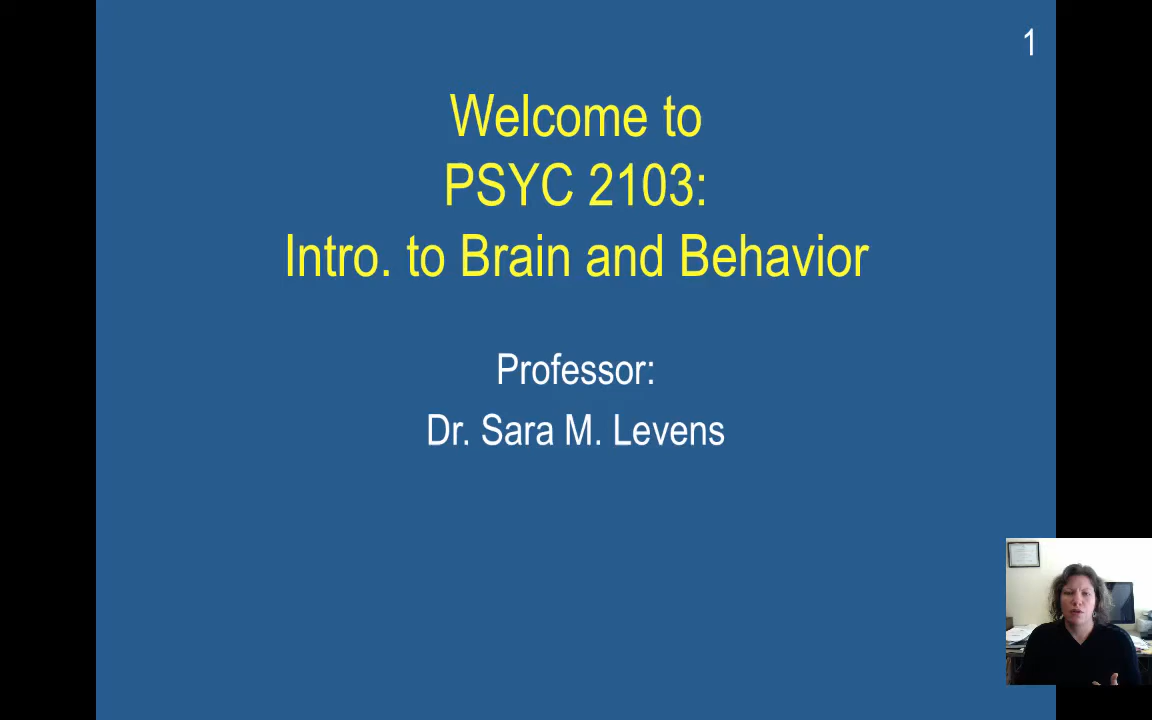 1
Welcome to
PSYC 2103:
Intro. to Brain and Behavior
Professor:
Dr. Sara M. Levens